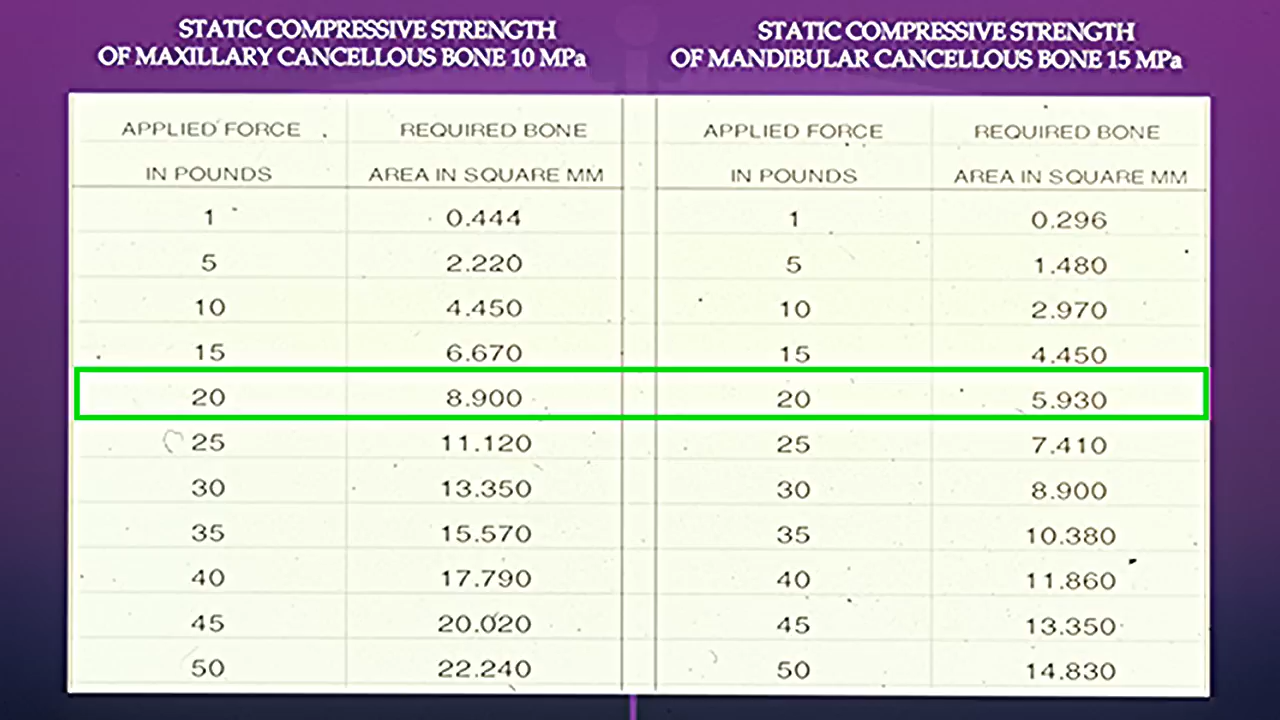 STATIC COMPRESSIVE STRENGTH
OF MAXILLARY CANCELLOUS BONE 10 MPa
STATIC COMPRESSIVE STRENGTH
OF MANDIBULAR CANCELLOUS BONE 15 MPa
APPLIED FORCE REQUIRED BONE APPLIED FORCE REQUIRED BONE
IN POUNDS AREA IN SQUARE MM IN POUNDS AREA IN SQUARE MM
1 0.444 1 0.296
5 2.220 5 1.480
10 4.450 10 2.970
15 6.670 15 4.450
20 8.900 20 5.930
25 11.120 25 7.410
30 13.350 30 8.900
35 15.570 35 10.380
40 17.790 40 11.860
45 20.020 45 13.350
50 22.240 50 14.830